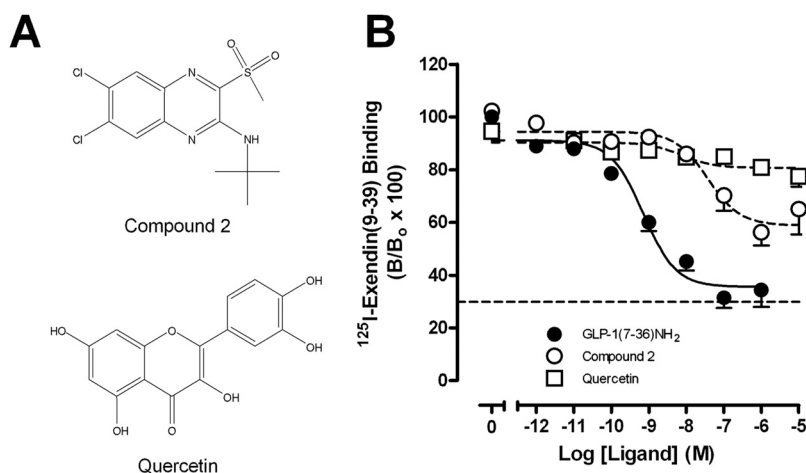 A
Cl
Cl
N
N
O
S
O
NH
Compound 2
HO
O
OH
OH
OH
OH
O
Quercetin
B
¹²⁵I-Exendin(9-39) Binding
(B/Bₒ x 100)
120
100
80
60
40
20
0
GLP-1(7-36)NH₂
Compound 2
Quercetin
0 -12 -11 -10 -9 -8 -7 -6 -5
Log [Ligand] (M)